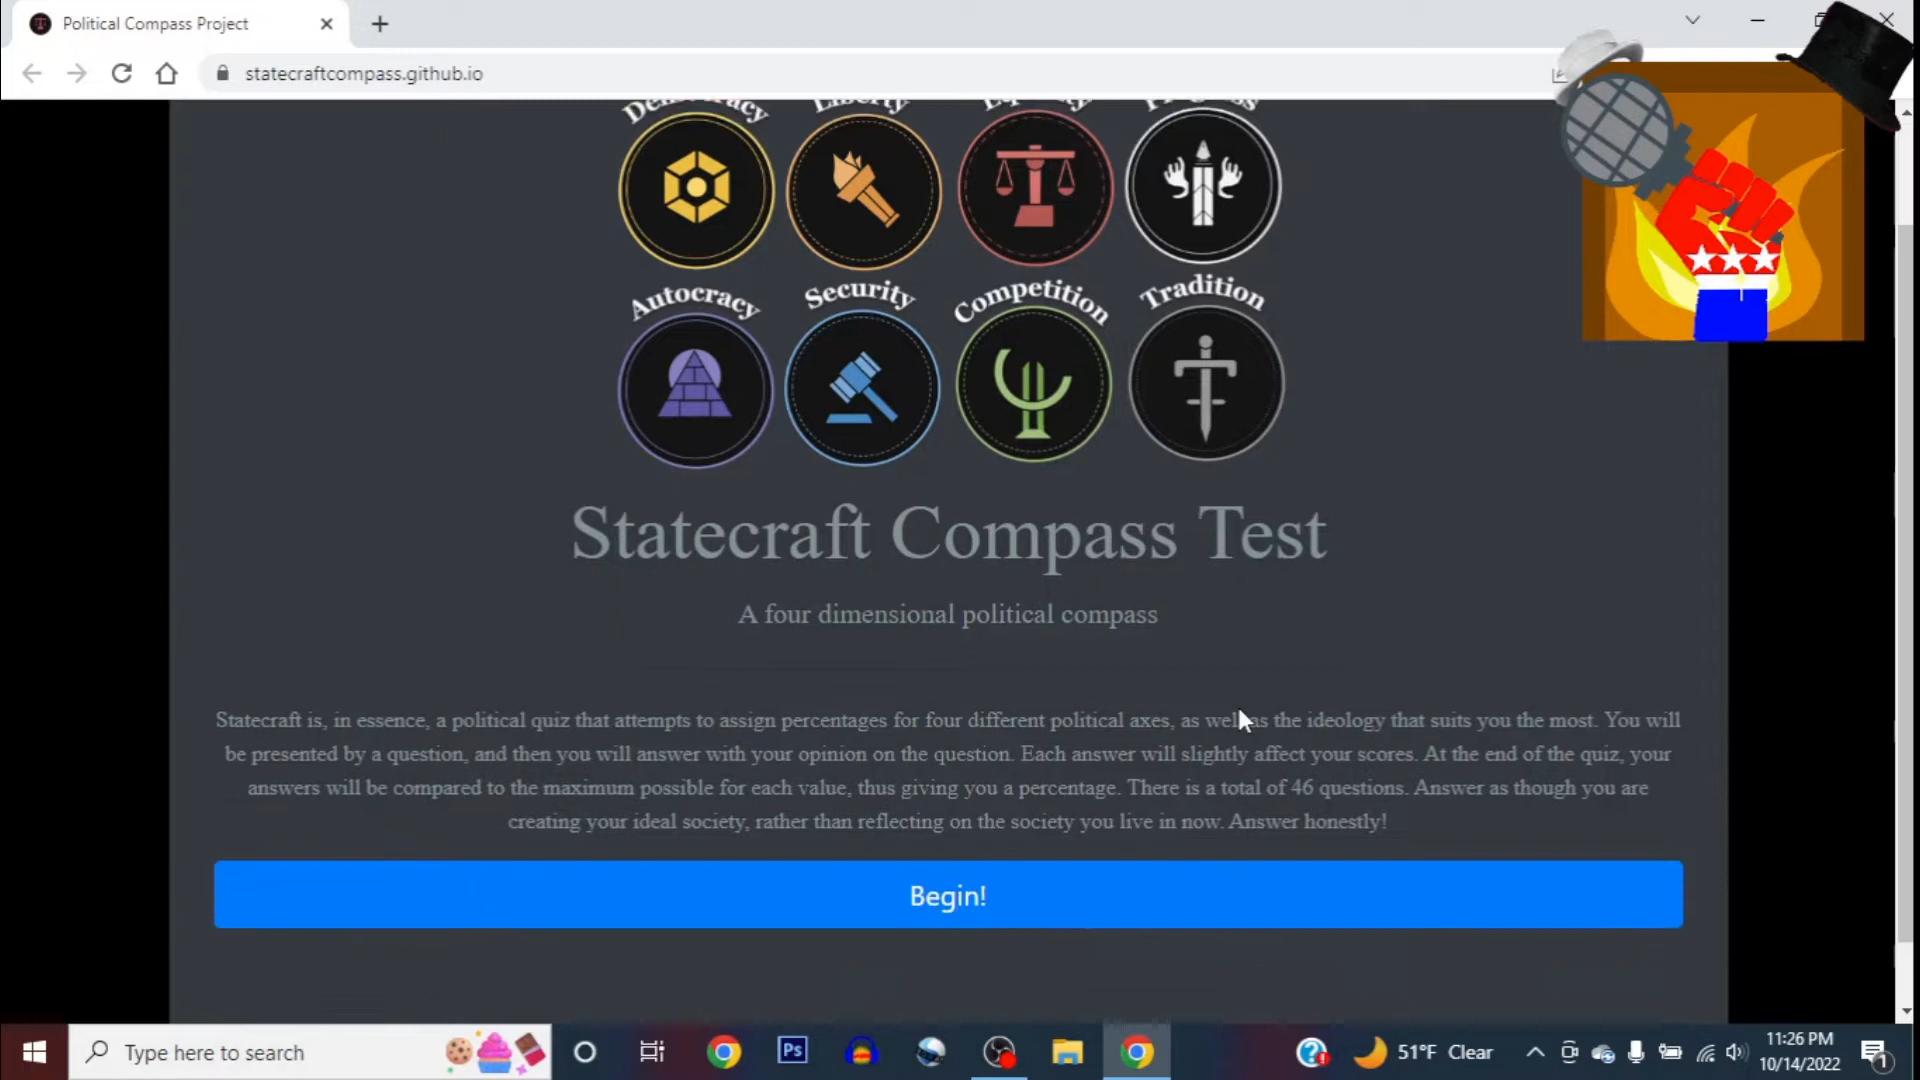 Political Compass Project
statecraftcompass.github.io
Democracy Liberty Equality Progress
Autocracy Security Competition Tradition
Statecraft Compass Test
A four dimensional political compass
Statecraft is, in essence, a political quiz that attempts to assign percentages for four different political axes, as well as the ideology that suits you the most. You will
be presented by a question, and then you will answer with your opinion on the question. Each answer will slightly affect your scores. At the end of the quiz, your
answers will be compared to the maximum possible for each value, thus giving you a percentage. There is a total of 46 questions. Answer as though you are
creating your ideal society, rather than reflecting on the society you live in now. Answer honestly!
Begin!
Type here to search
Ps
51°F Clear
11:26 PM
10/14/2022
1